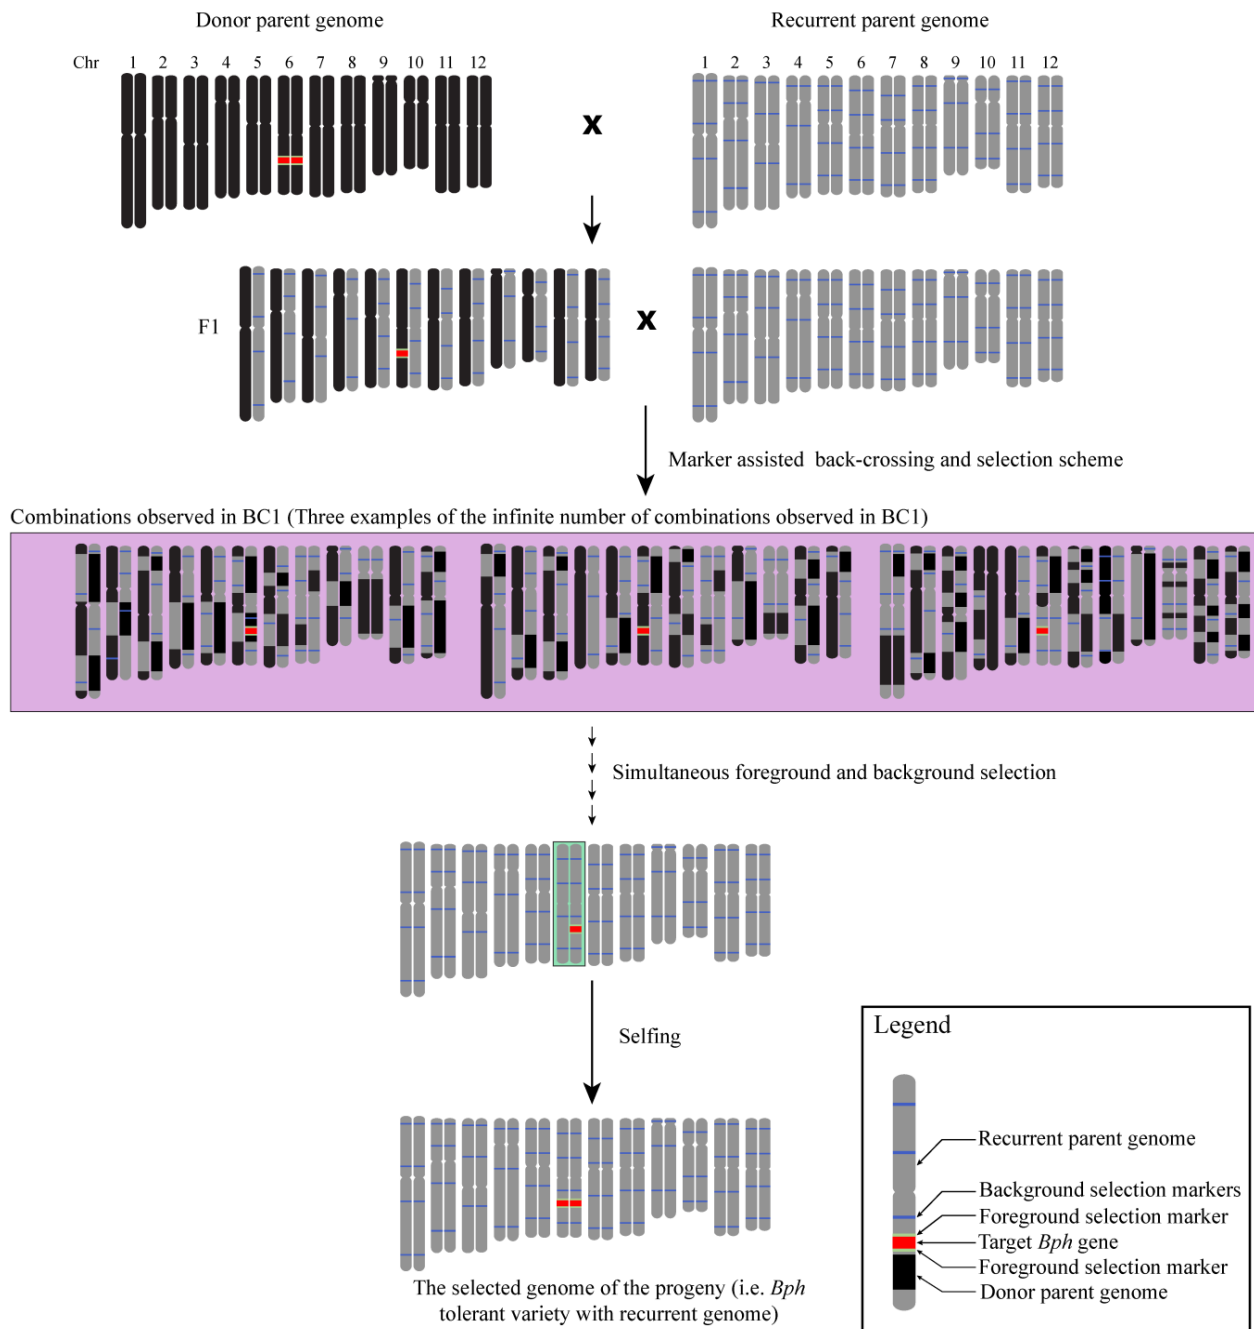 Donor parent genome
Recurrent parent genome
Chr 1 2 3 4 5 6 7 8 9 10 11 12
1 2 3 4 5 6 7 8 9 10 11 12
x
F1
x
Marker assisted back-crossing and selection scheme
Combinations observed in BC1 (Three examples of the infinite number of combinations observed in BC1)
Simultaneous foreground and background selection
Selfing
The selected genome of the progeny (i.e. Bph
tolerant variety with recurrent genome)
Legend
Recurrent parent genome
Background selection markers
Foreground selection marker
Target Bph gene
Foreground selection marker
Donor parent genome